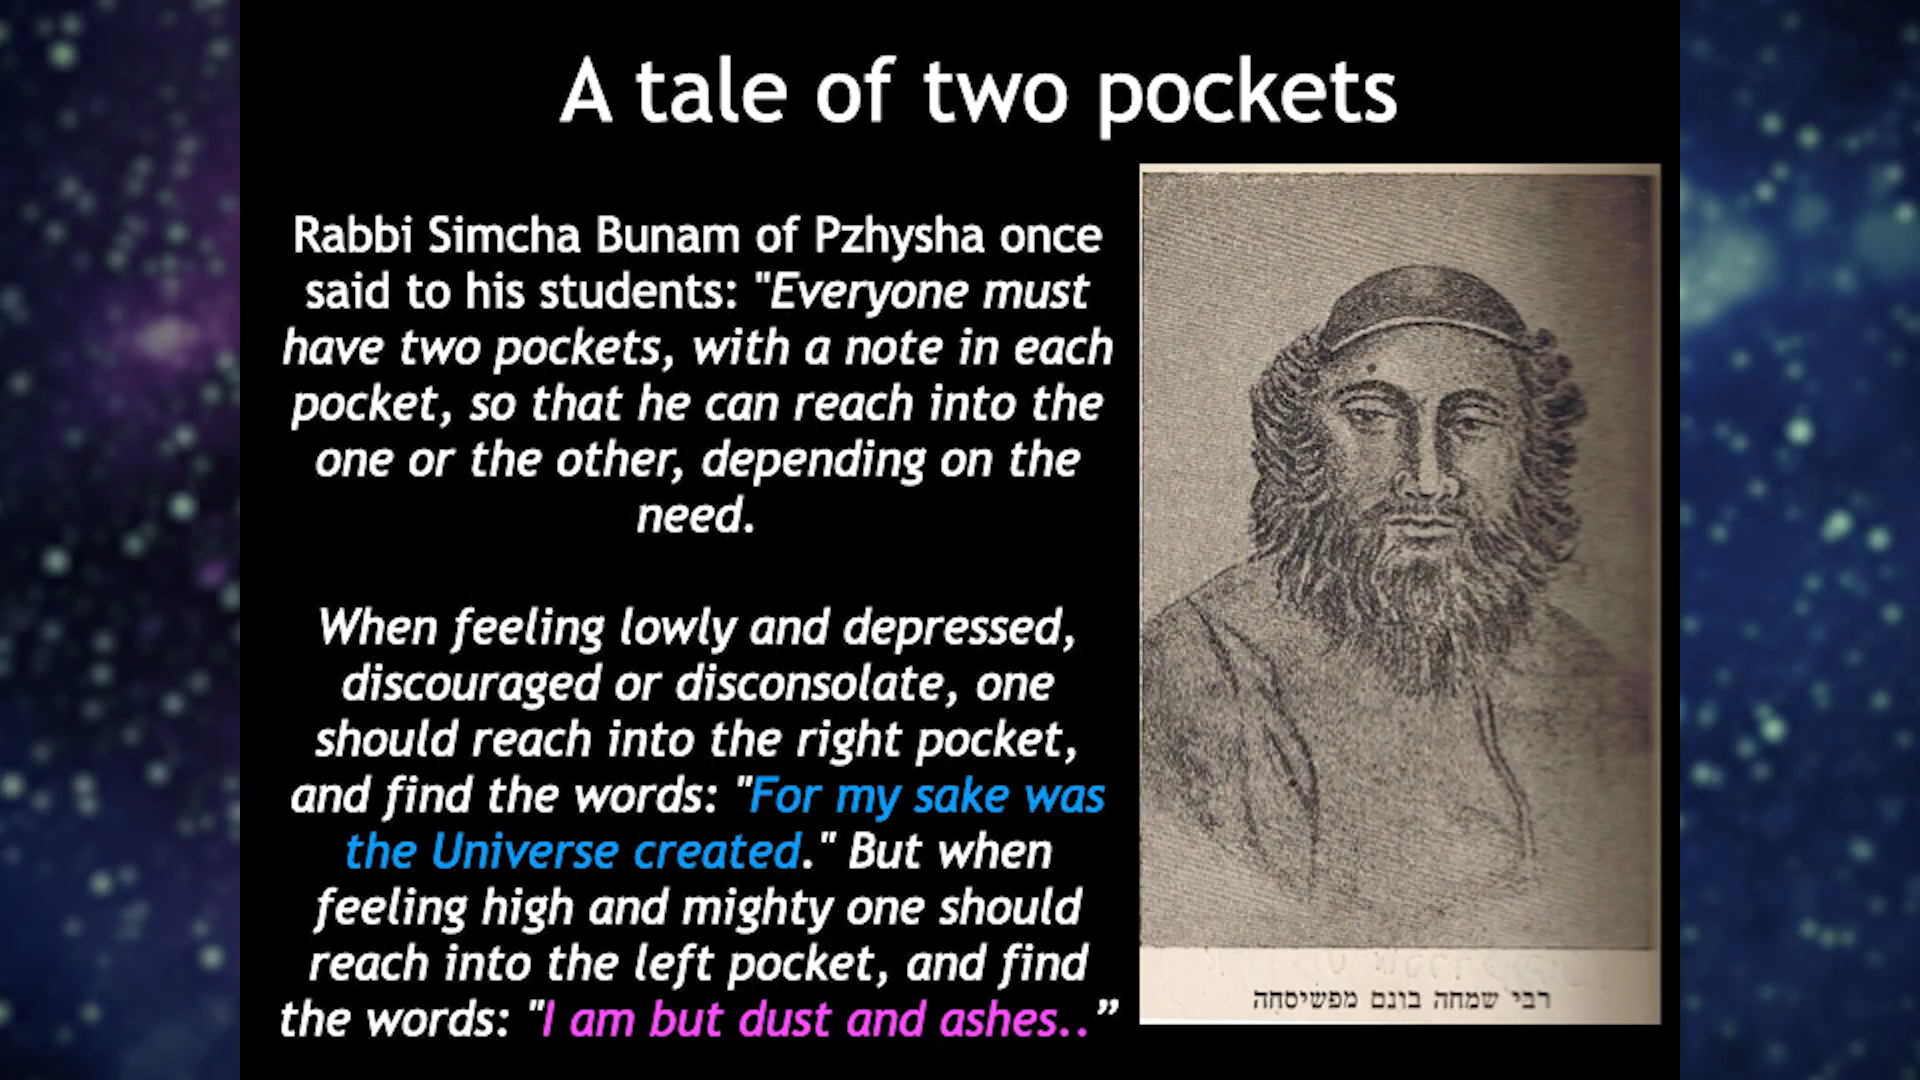 A tale of two pockets
Rabbi Simcha Bunam of Pzhysha once
said to his students: "Everyone must
have two pockets, with a note in each
pocket, so that he can reach into the
one or the other, depending on the
need.
When feeling lowly and depressed,
discouraged or disconsolate, one
should reach into the right pocket,
and find the words: "For my sake was
the Universe created." But when
feeling high and mighty one should
reach into the left pocket, and find
the words: "I am but dust and ashes..”
רבי שמחה בונם מפשיסחה